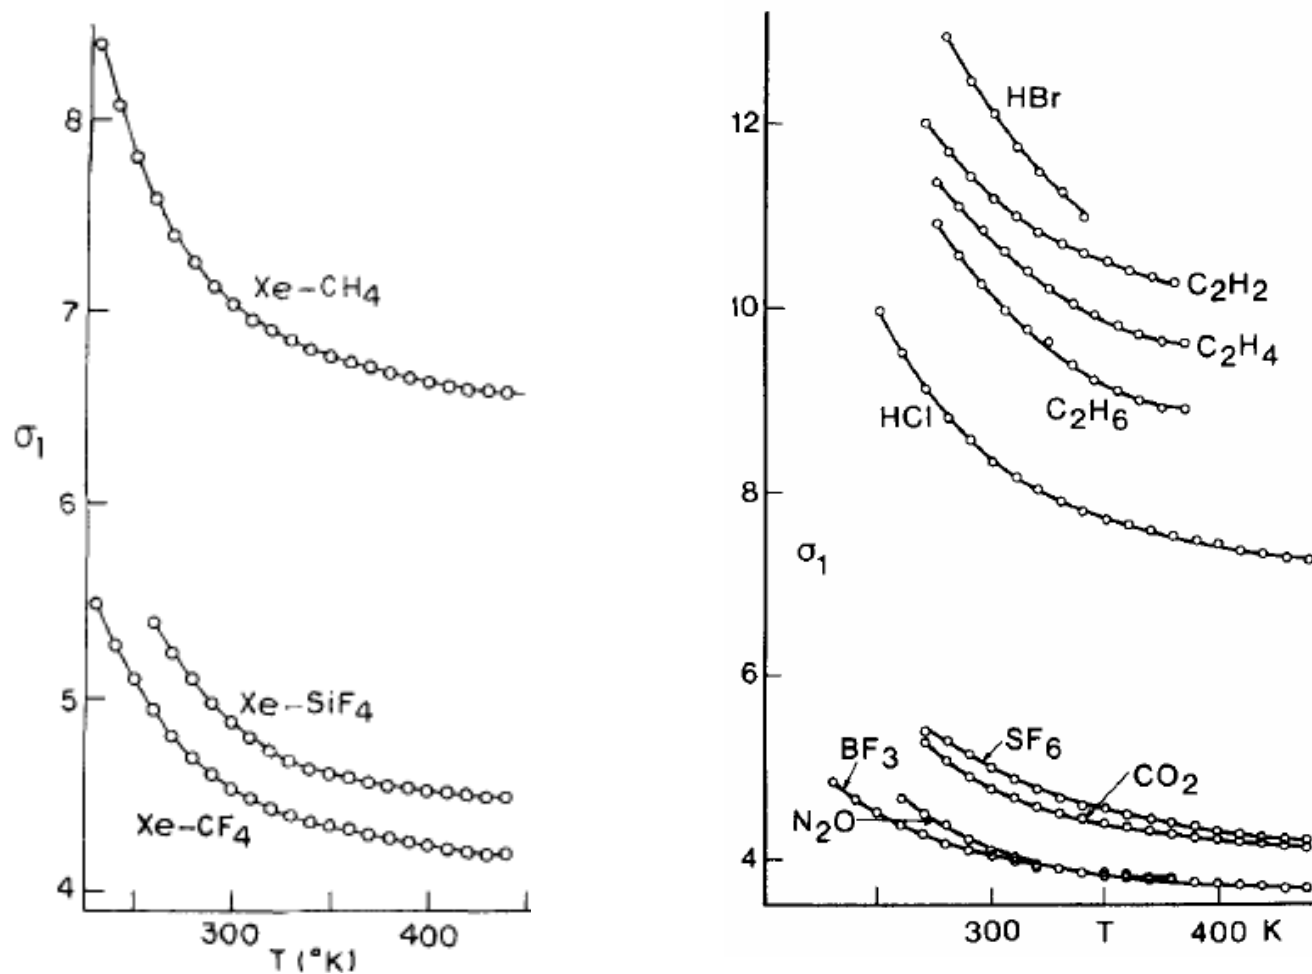 8
Xe–CH₄
7
σ₁
6
5
Xe–SiF₄
Xe–CF₄
4
300
400
T (°K)
HBr
12
C₂H₂
10
C₂H₄
HCl
C₂H₆
8
σ₁
6
BF₃
SF₆
CO₂
N₂O
4
300 T 400 K